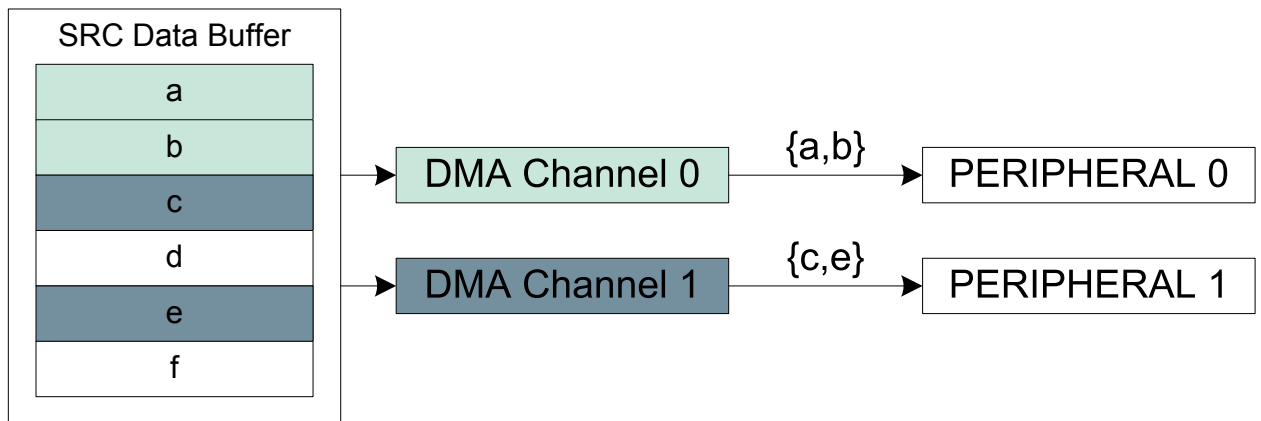 SRC Data Buffer
a
b
c
d
e
f
DMA Channel 0
{a,b}
PERIPHERAL 0
DMA Channel 1
{c,e}
PERIPHERAL 1